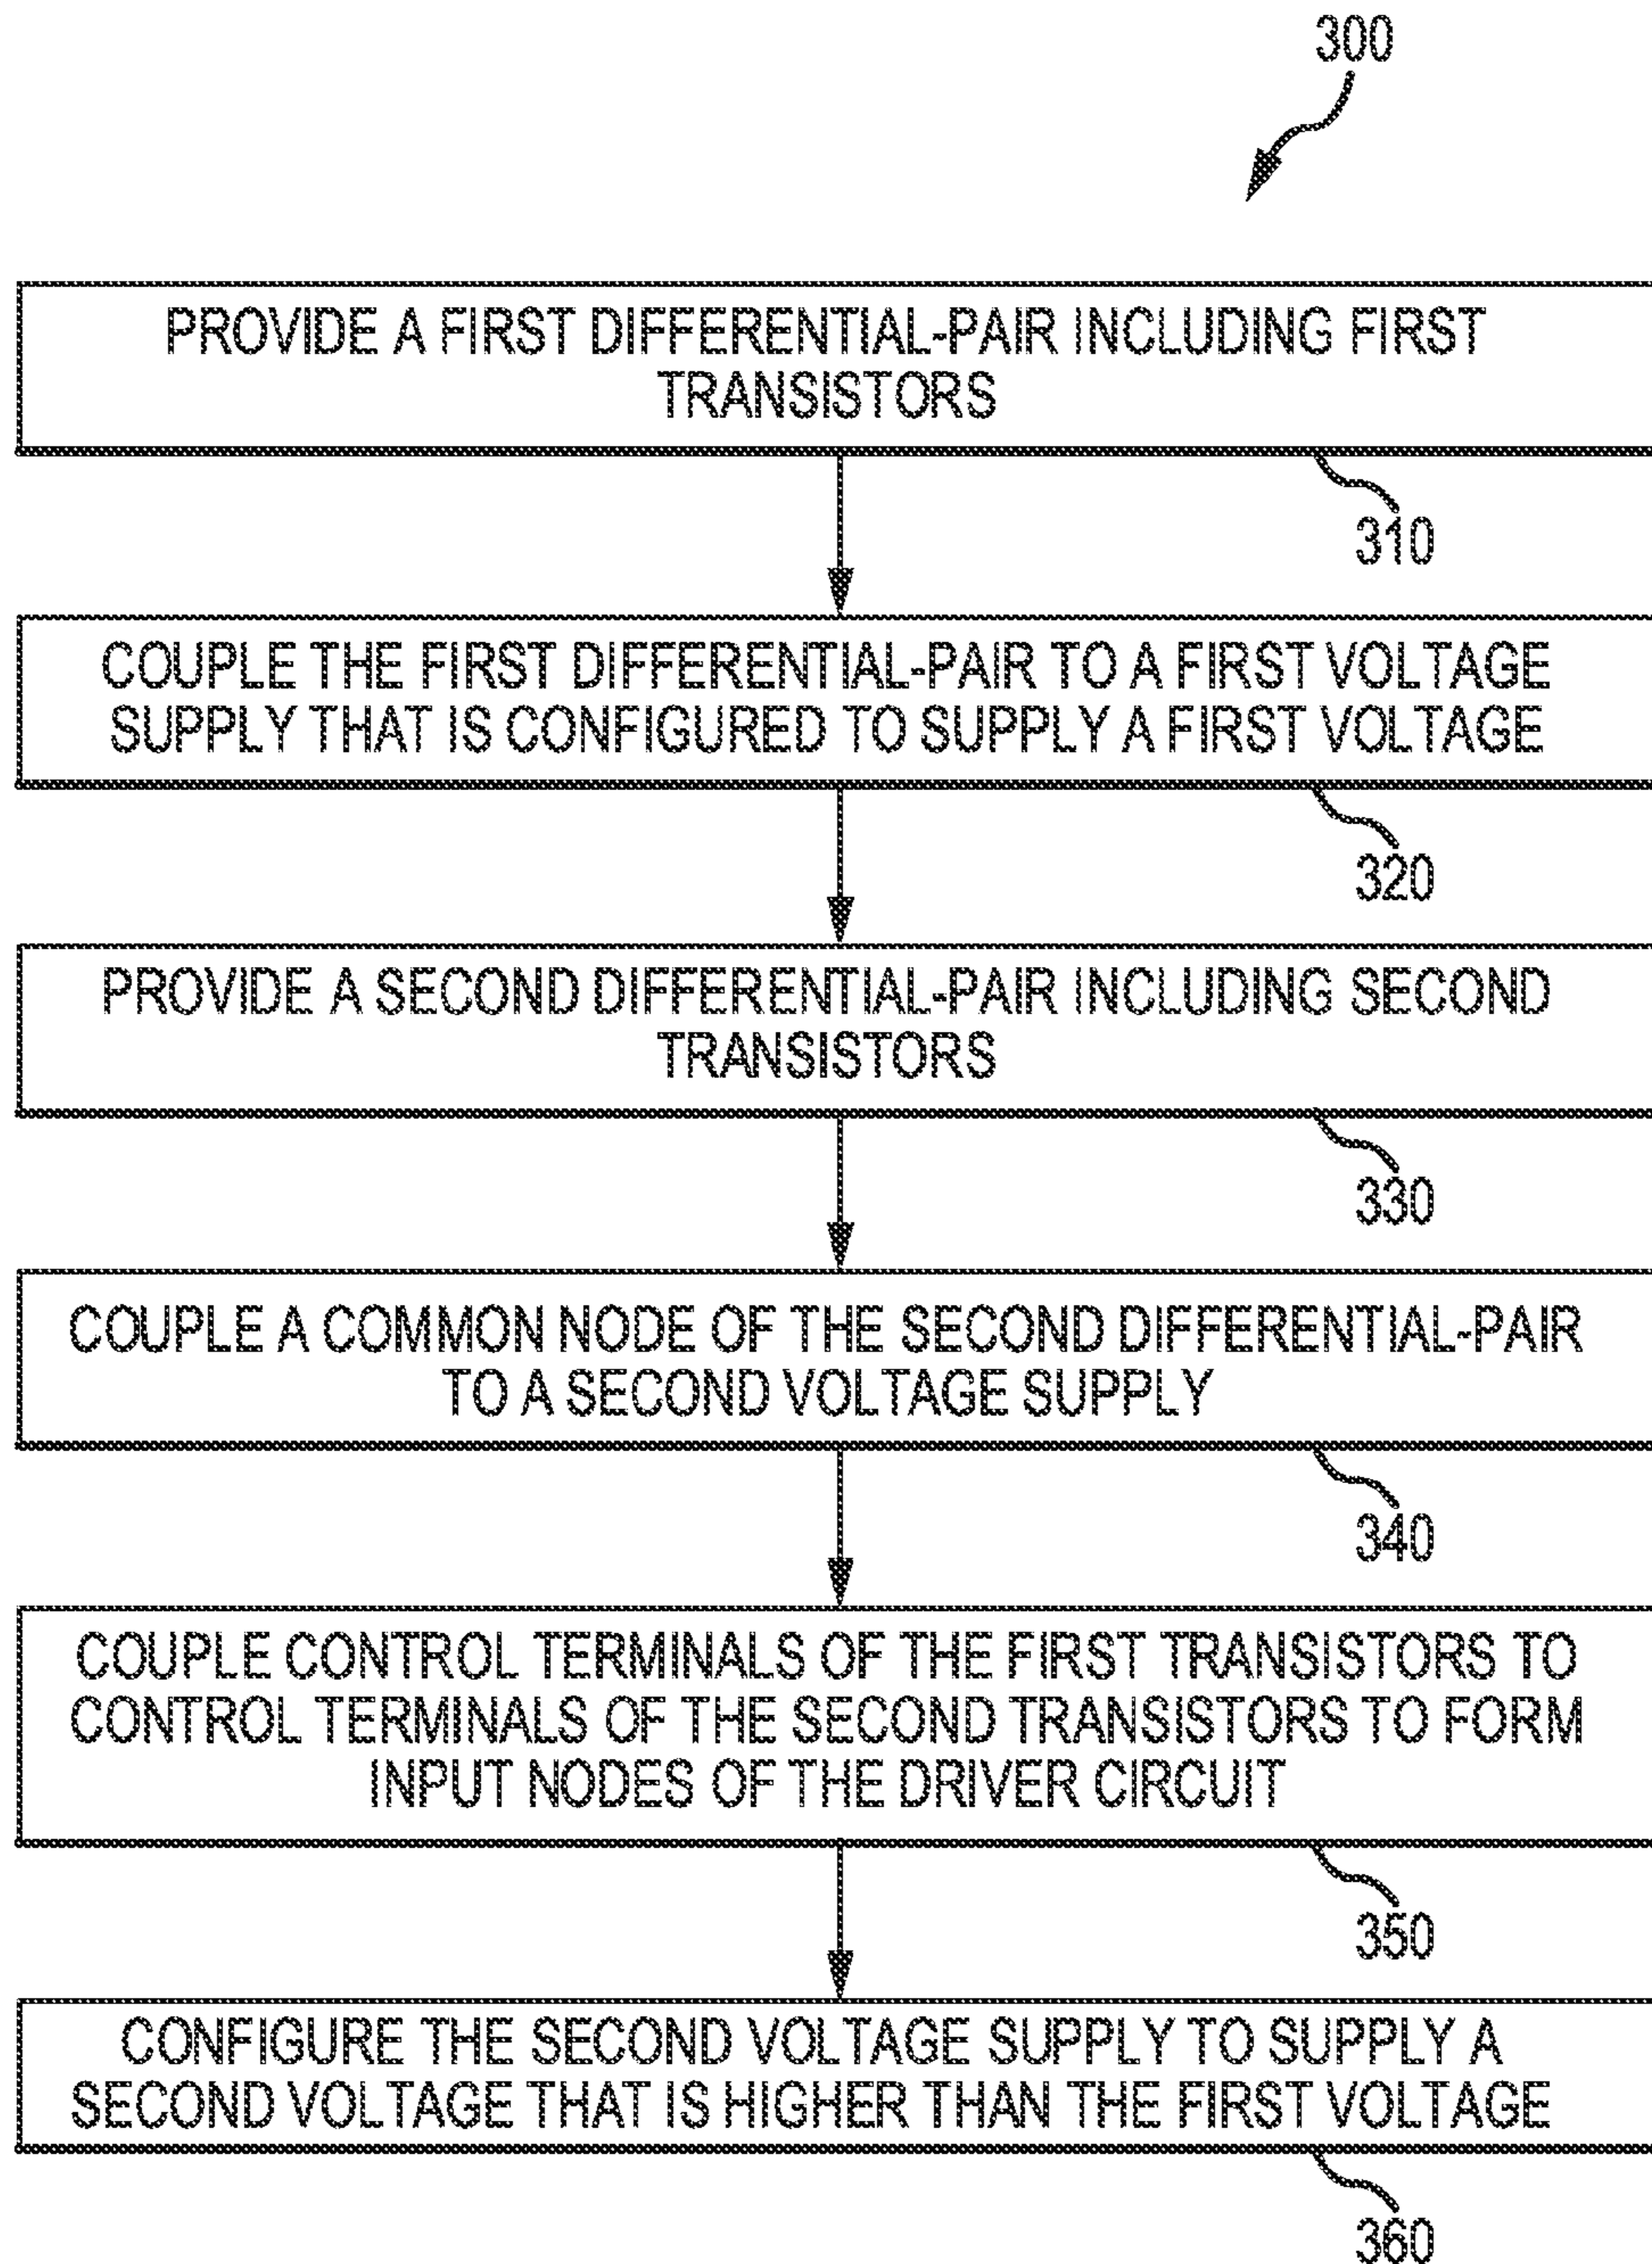 300
PROVIDE A FIRST DIFFERENTIAL-PAIR INCLUDING FIRST
TRANSISTORS
310
COUPLE THE FIRST DIFFERENTIAL-PAIR TO A FIRST VOLTAGE
SUPPLY THAT IS CONFIGURED TO SUPPLY A FIRST VOLTAGE
320
PROVIDE A SECOND DIFFERENTIAL-PAIR INCLUDING SECOND
TRANSISTORS
330
COUPLE A COMMON NODE OF THE SECOND DIFFERENTIAL-PAIR
TO A SECOND VOLTAGE SUPPLY
340
COUPLE CONTROL TERMINALS OF THE FIRST TRANSISTORS TO
CONTROL TERMINALS OF THE SECOND TRANSISTORS TO FORM
INPUT NODES OF THE DRIVER CIRCUIT
350
CONFIGURE THE SECOND VOLTAGE SUPPLY TO SUPPLY A
SECOND VOLTAGE THAT IS HIGHER THAN THE FIRST VOLTAGE
360